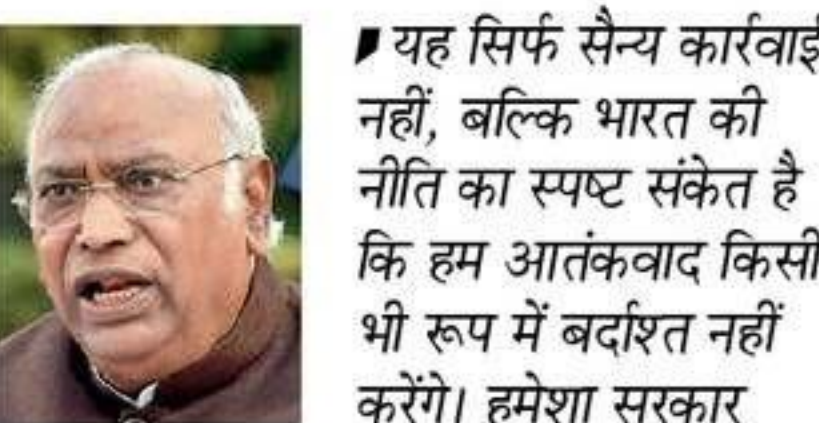 यह सिर्फ सैन्य कार्रवाई
नहीं, बल्कि भारत की
नीति का स्पष्ट संकेत है
कि हम आतंकवाद किसी
भी रूप में बर्दाश्त नहीं
करेंगे। हमेशा सरकार